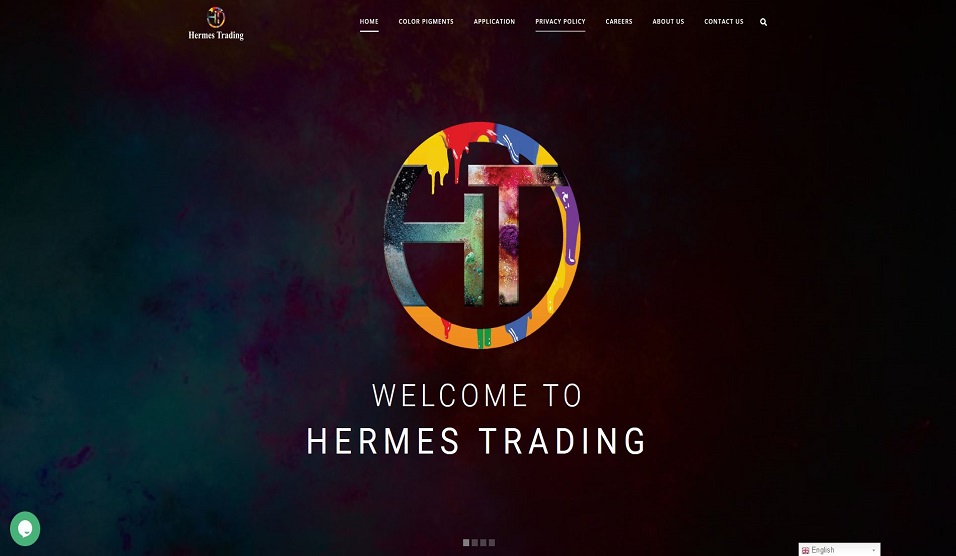 Hermes Trading
HOME COLOR PIGMENTS APPLICATION PRIVACY POLICY CAREERS ABOUT US CONTACT US
HT
WELCOME TO
HERMES TRADING
English